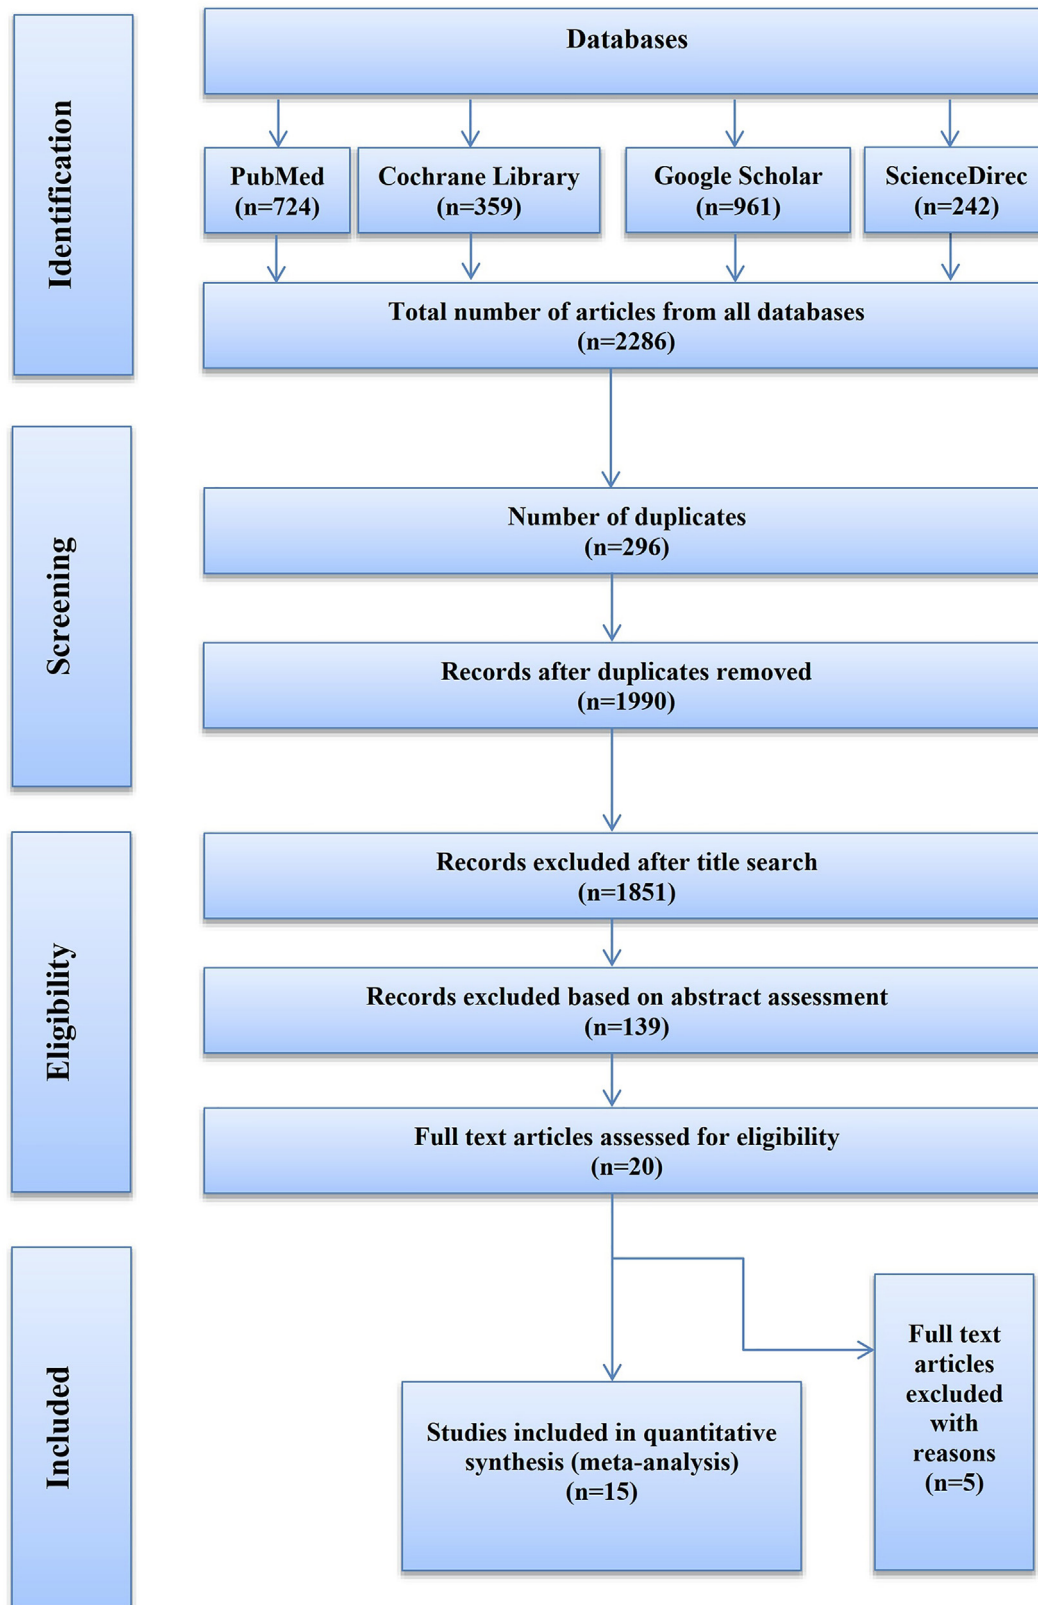 Identification
Databases
PubMed
(n=724)
Cochrane Library
(n=359)
Google Scholar
(n=961)
ScienceDirec
(n=242)
Total number of articles from all databases
(n=2286)
Screening
Number of duplicates
(n=296)
Records after duplicates removed
(n=1990)
Eligibility
Records excluded after title search
(n=1851)
Records excluded based on abstract assessment
(n=139)
Full text articles assessed for eligibility
(n=20)
Included
Studies included in quantitative
synthesis (meta-analysis)
(n=15)
Full text
articles
excluded
with
reasons
(n=5)